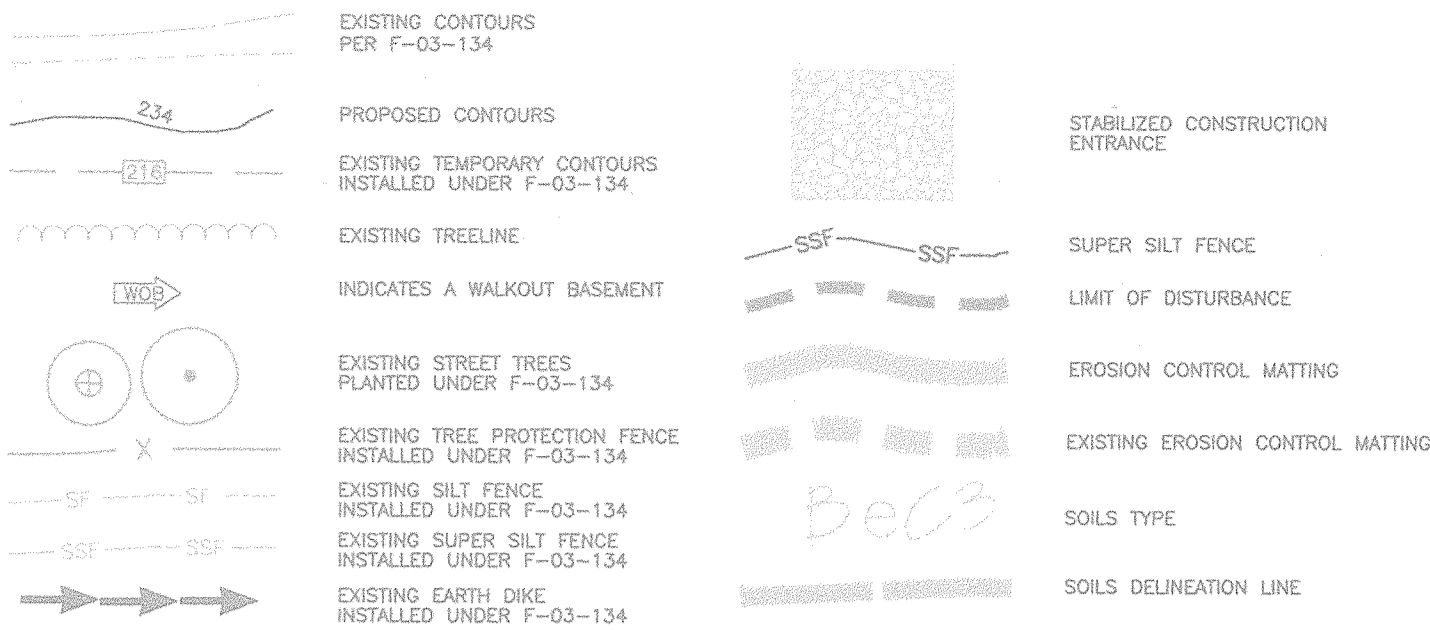 EXISTING CONTOURS
PER F-03-134
234
PROPOSED CONTOURS
216
EXISTING TEMPORARY CONTOURS
INSTALLED UNDER F-03-134
EXISTING TREELINE
WOB
INDICATES A WALKOUT BASEMENT
EXISTING STREET TREES
PLANTED UNDER F-03-134
X
EXISTING TREE PROTECTION FENCE
INSTALLED UNDER F-03-134
SF SF
EXISTING SILT FENCE
INSTALLED UNDER F-03-134
SSF SSF
EXISTING SUPER SILT FENCE
INSTALLED UNDER F-03-134
EXISTING EARTH DIKE
INSTALLED UNDER F-03-134
STABILIZED CONSTRUCTION
ENTRANCE
SSF SSF
SUPER SILT FENCE
LIMIT OF DISTURBANCE
EROSION CONTROL MATTING
EXISTING EROSION CONTROL MATTING
SOILS TYPE
SOILS DELINEATION LINE